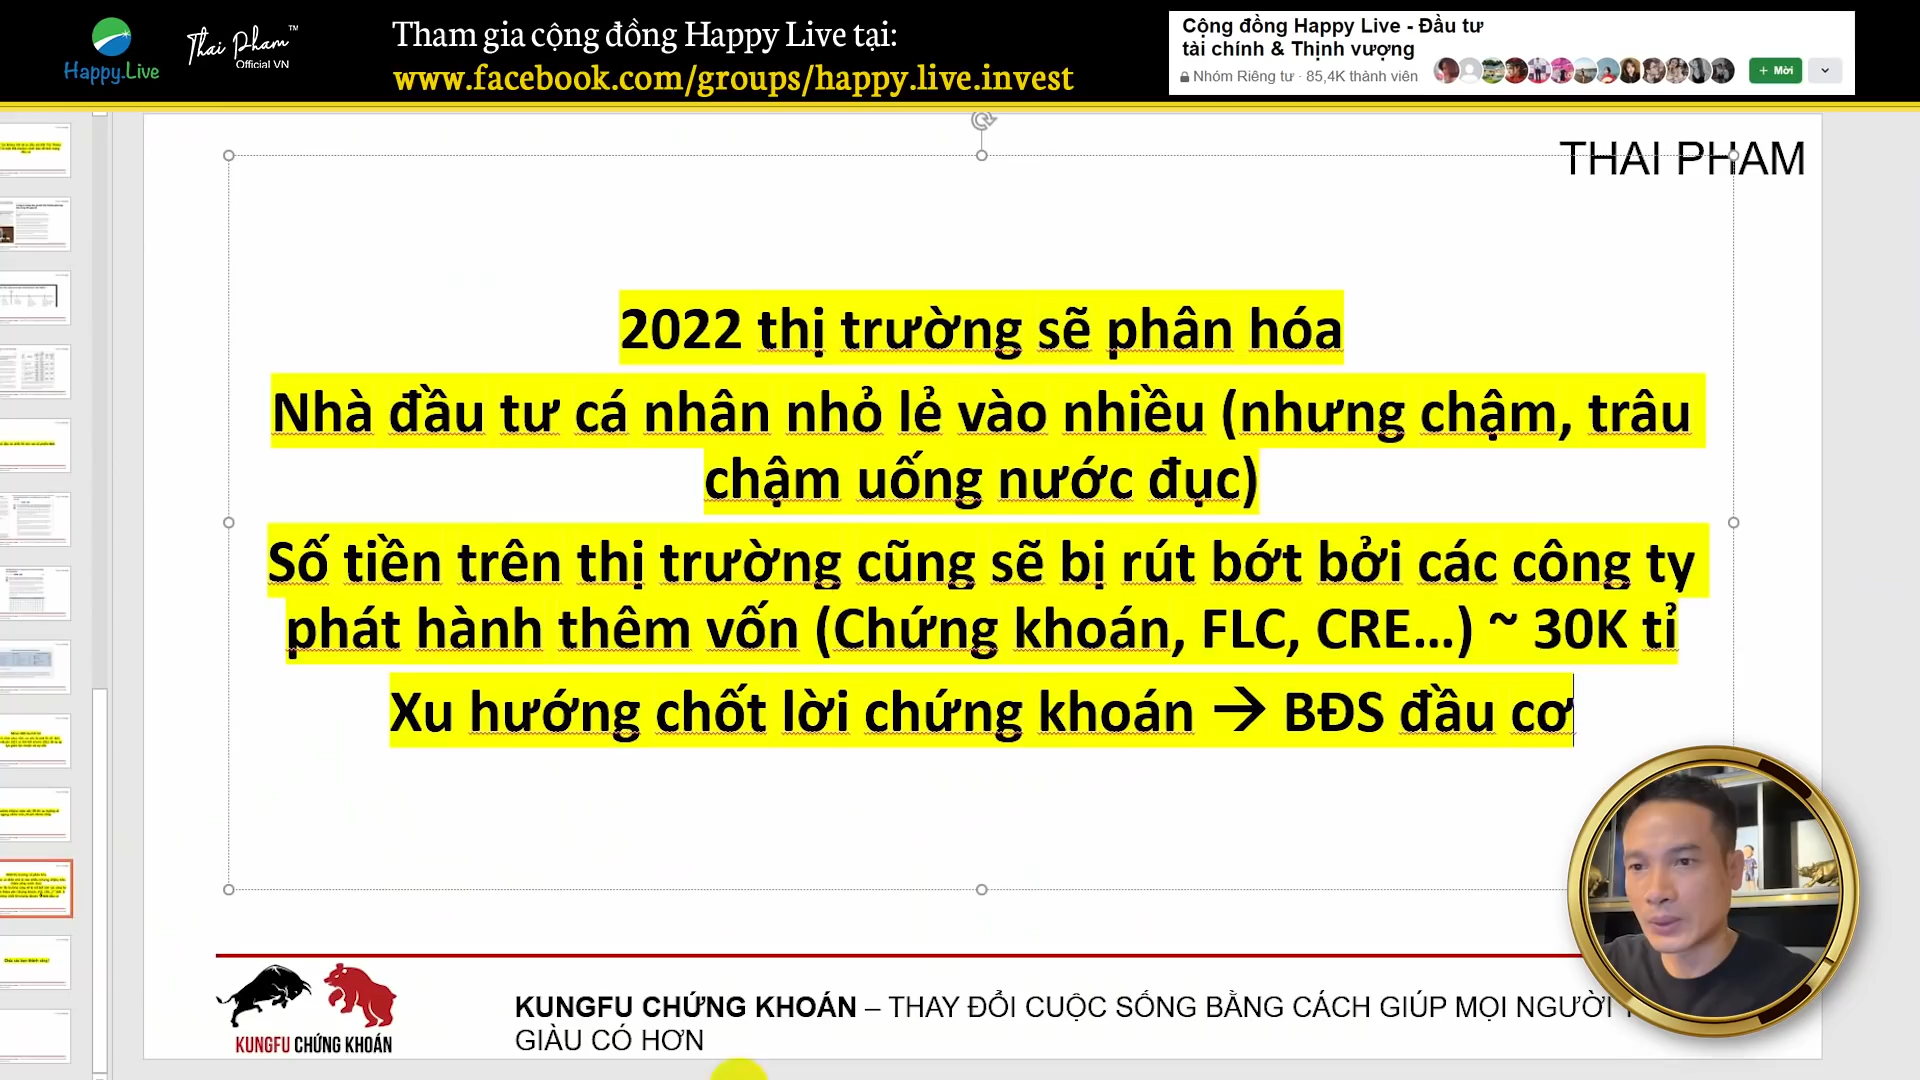 Happy.Live
Thai Pham™
Official VN
Tham gia cộng đồng Happy Live tại:
www.facebook.com/groups/happy.live.invest
Cộng đồng Happy Live - Đầu tư
tài chính & Thịnh vượng
Nhóm Riêng tư · 85,4K thành viên
+ Mời
THAI PHAM
2022 thị trường sẽ phân hóa
Nhà đầu tư cá nhân nhỏ lẻ vào nhiều (nhưng chậm, trâu
chậm uống nước đục)
Số tiền trên thị trường cũng sẽ bị rút bớt bởi các công ty
phát hành thêm vốn (Chứng khoán, FLC, CRE...) ~ 30K tỉ
Xu hướng chốt lời chứng khoán → BĐS đầu cơ
KUNGFU CHỨNG KHOÁN
KUNGFU CHỨNG KHOÁN – THAY ĐỔI CUỘC SỐNG BẰNG CÁCH GIÚP MỌI NGƯỜI
GIÀU CÓ HƠN